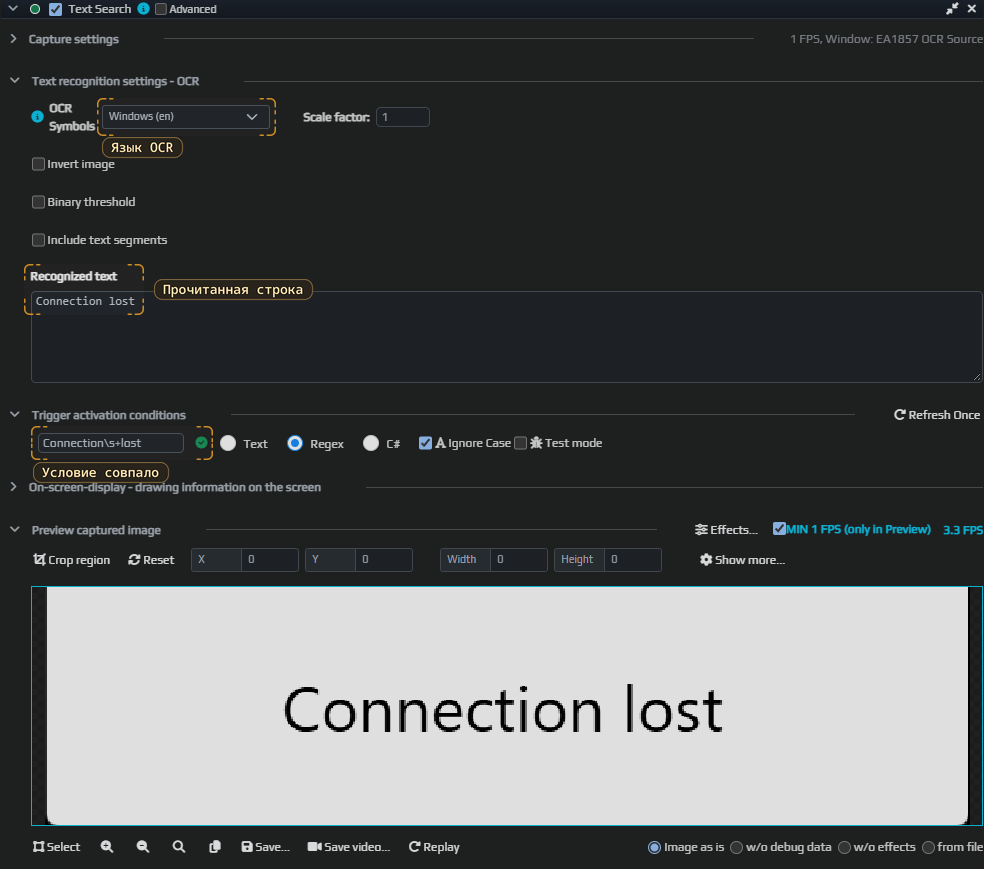 Text Search Advanced
Capture settings 1 FPS, Window: EA1857 OCR Source
Text recognition settings - OCR
OCR Symbols Windows (en) Scale factor: 1
Язык OCR
Invert image
Binary threshold
Include text segments
Recognized text
Прочитанная строка
Connection lost
Trigger activation conditions Refresh Once
Connection\s+lost Text Regex C# Ignore Case Test mode
Условие совпало
On-screen-display - drawing information on the screen
Preview captured image Effects... MIN 1 FPS (only in Preview) 3.3 FPS
Crop region Reset X 0 Y 0 Width 0 Height 0 Show more...
Connection lost
Select Save... Save video... Replay Image as is w/o debug data w/o effects from file